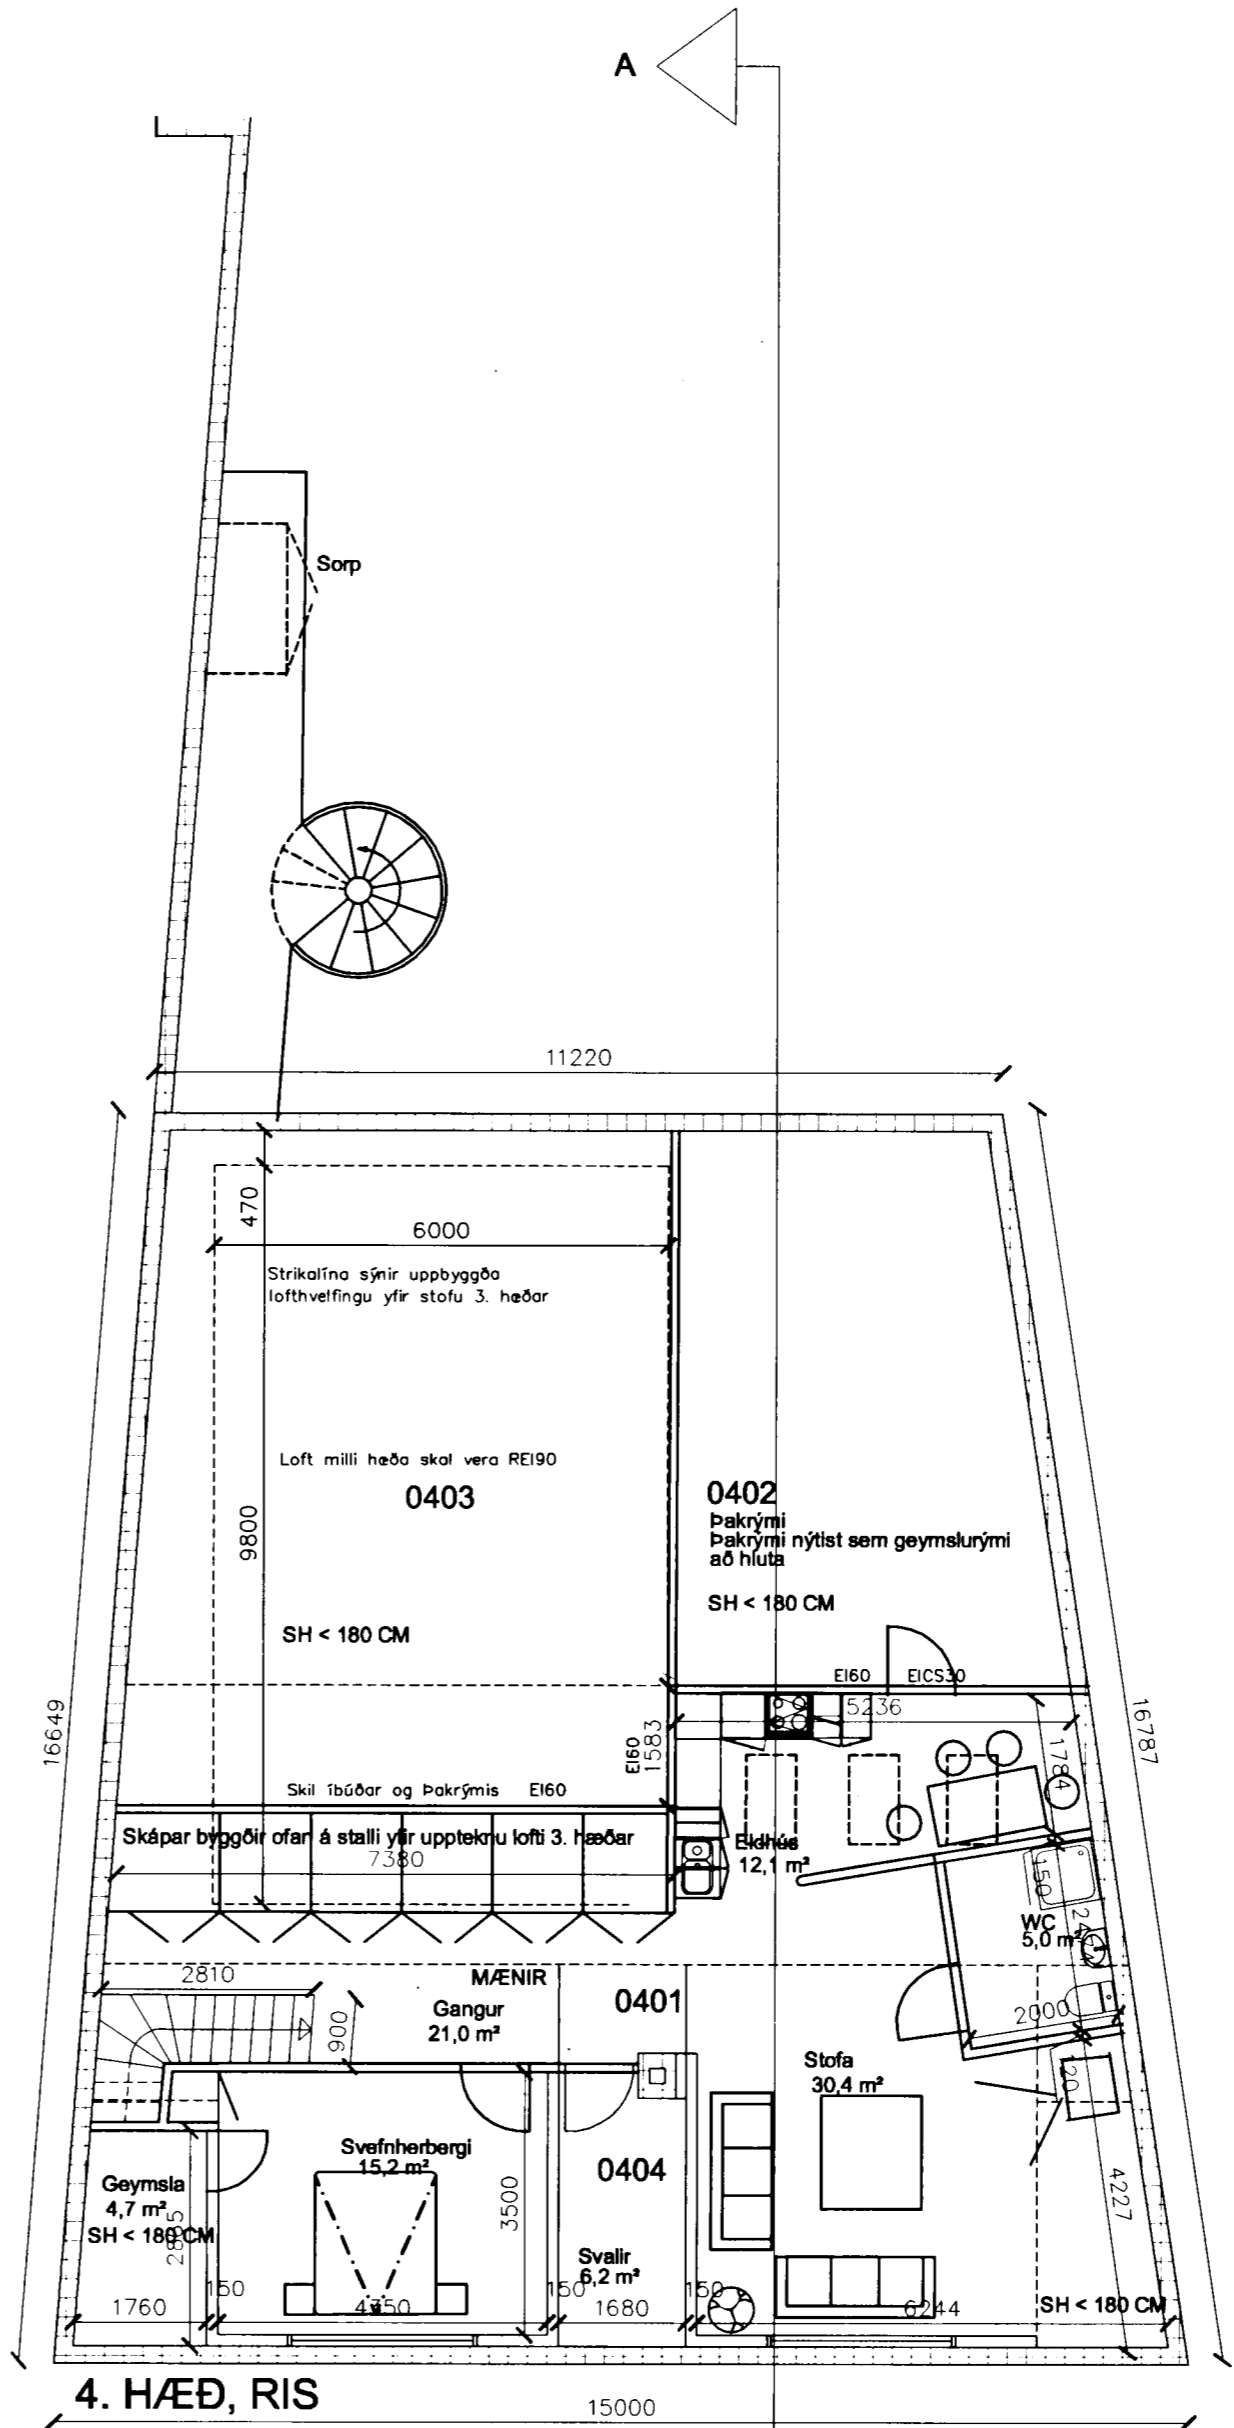 A
Sorp
11220
470
6000
Strikalína sýnir uppbyggða
lofthvelfingu yfir stofu 3. hæðar
Loft milli hæða skal vera REI90
0403
9800
0402
Þakrými
Þakrými nýtist sem geymslurými
að hluta
SH < 180 CM
SH < 180 CM
EI60
EICS30
5236
16649
16787
EI60
1583
1784
Skil íbúðar og Þakrýmis EI60
Skápar byggðir ofan á stalli yfir uppteknu lofti 3. hæðar
7380
Eldhús
12,1 m²
150
WC
5,0 m²
2810
MÆNIR
Gangur
21,0 m²
900
0401
2000
Stofa
30,4 m²
120
Svefnherbergi
15,2 m²
3500
0404
Geymsla
4,7 m²
SH < 180 CM
4227
Svalir
6,2 m²
150
150
150
1760
4350
1680
6244
SH < 180 CM
4. HÆÐ, RIS
15000